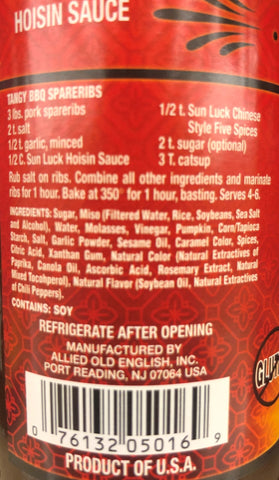 HOISIN SAUCE
TANGY BBQ SPARERIBS
3 lbs. pork spareribs
2 t. salt
1/2 t. garlic, minced
1/2 C. Sun Luck Hoisin Sauce
1/2 t. Sun Luck Chinese
Style Five Spices
2 t. sugar (optional)
3 T. catsup
Rub salt on ribs. Combine all other ingredients and marinate
ribs for 1 hour. Bake at 350° for 1 hour, basting. Serves 4-6.
INGREDIENTS: Sugar, Miso (Filtered Water, Rice, Soybeans, Sea Salt
and Alcohol), Water, Molasses, Vinegar, Pumpkin, Corn/Tapioca
Starch, Salt, Garlic Powder, Sesame Oil, Caramel Color, Spices,
Citric Acid, Xanthan Gum, Natural Color (Natural Extractives of
Paprika, Canola Oil, Ascorbic Acid, Rosemary Extract, Natural
Mixed Tocohperol), Natural Flavor (Soybean Oil, Natural Extractives
of Chili Peppers).
CONTAINS: SOY
REFRIGERATE AFTER OPENING
MANUFACTURED BY
ALLIED OLD ENGLISH, INC.
PORT READING, NJ 07064 USA
0 76132 05016 9
PRODUCT OF U.S.A.